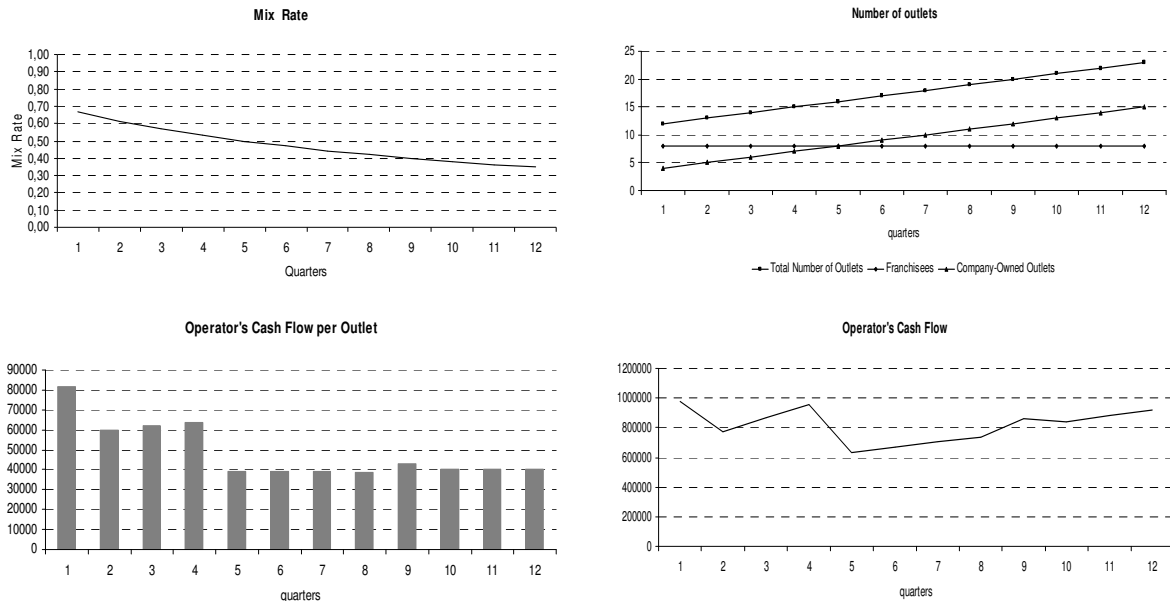 Mix Rate
1,00
0,90
0,80
0,70
0,60
0,50
0,40
0,30
0,20
0,10
0,00
Mix Rate
1 2 3 4 5 6 7 8 9 10 11 12
Quarters
Number of outlets
25
20
15
10
5
0
1 2 3 4 5 6 7 8 9 10 11 12
quarters
Total Number of Outlets Franchisees Company-Owned Outlets
Operator's Cash Flow per Outlet
90000
80000
70000
60000
50000
40000
30000
20000
10000
0
1 2 3 4 5 6 7 8 9 10 11 12
quarters
Operator's Cash Flow
1200000
1000000
800000
600000
400000
200000
0
1 2 3 4 5 6 7 8 9 10 11 12
quarters